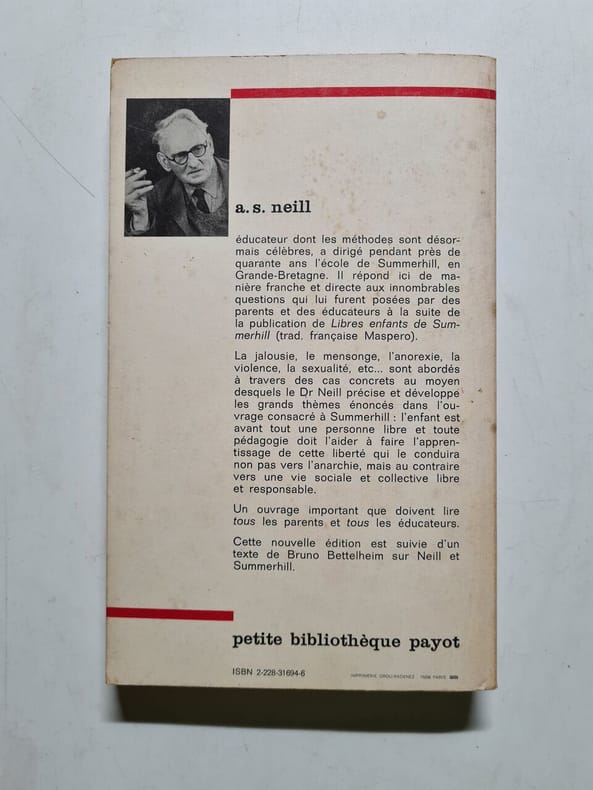 a. s. neill
éducateur dont les méthodes sont désor-
mais célèbres, a dirigé pendant près de
quarante ans l'école de Summerhill, en
Grande-Bretagne. Il répond ici de ma-
nière franche et directe aux innombrables
questions qui lui furent posées par des
parents et des éducateurs à la suite de
la publication de Libres enfants de Sum-
merhill (trad. française Maspero).
La jalousie, le mensonge, l'anorexie, la
violence, la sexualité, etc... sont abordés
à travers des cas concrets au moyen
desquels le Dr Neill précise et développe
les grands thèmes énoncés dans l'ou-
vrage consacré à Summerhill : l'enfant est
avant tout une personne libre et toute
pédagogie doit l'aider à faire l'appren-
tissage de cette liberté qui le conduira
non pas vers l'anarchie, mais au contraire
vers une vie sociale et collective libre
et responsable.
Un ouvrage important que doivent lire
tous les parents et tous les éducateurs.
Cette nouvelle édition est suivie d'un
texte de Bruno Bettelheim sur Neill et
Summerhill.
petite bibliothèque payot
ISBN 2-228-31694-6
IMPRIMERIE PARIS